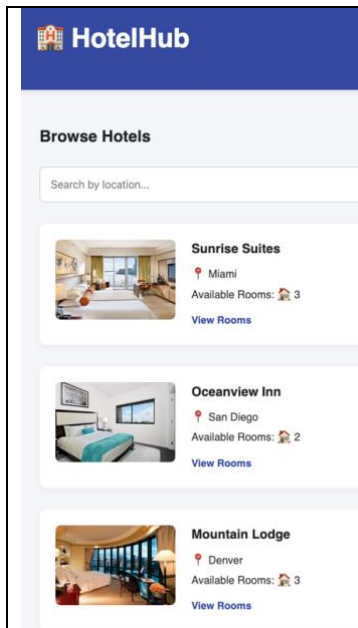 HotelHub
Browse Hotels
Search by location...
Sunrise Suites
Miami
Available Rooms: 3
View Rooms
Oceanview Inn
San Diego
Available Rooms: 2
View Rooms
Mountain Lodge
Denver
Available Rooms: 3
View Rooms